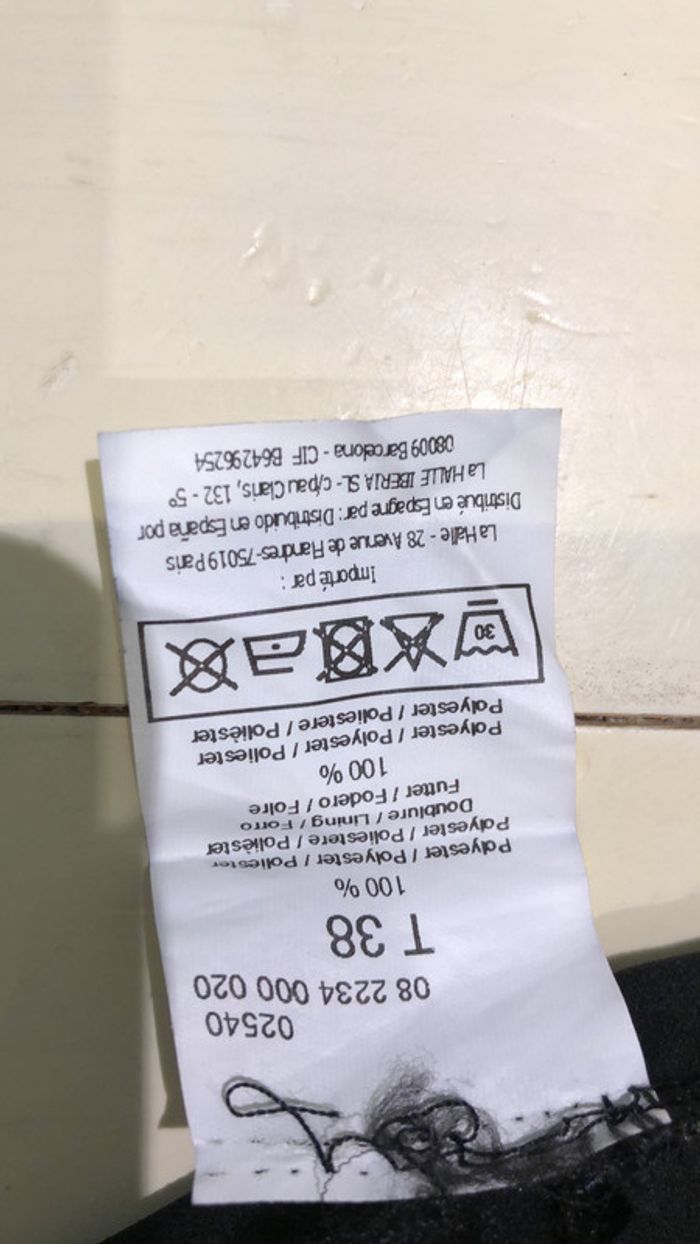 02540
08 2234 000 020
T 38
100 %
Polyester / Polyester / Poliester
Polyester / Poliestere / Polièster
Doublure / Lining / Forro
Futter / Fodero / Foire
100 %
Polyester / Polyester / Poliester
Polyester / Poliestere / Polièster
30
Importé par :
La Halle - 28 Avenue de Flandres-75019 Paris
Distribué en Espagne par: Distribuido en España por
La HALLE IBERIA SL - c/pau Claris, 132 - 5º
08009 Barcelona - CIF B64296254